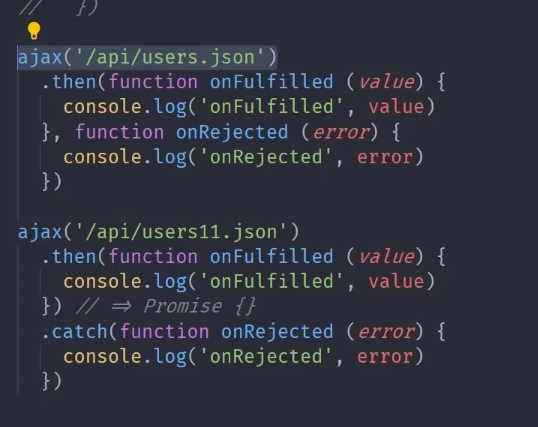 //   })
ajax('/api/users.json')
  .then(function onFulfilled (value) {
    console.log('onFulfilled', value)
  }, function onRejected (error) {
    console.log('onRejected', error)
  })

ajax('/api/users11.json')
  .then(function onFulfilled (value) {
    console.log('onFulfilled', value)
  }) // => Promise {}
  .catch(function onRejected (error) {
    console.log('onRejected', error)
  })